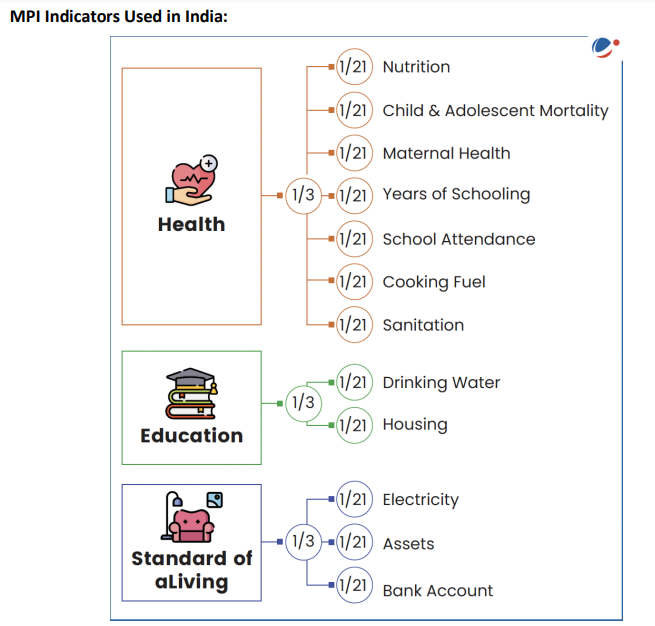 MPI Indicators Used in India:
1/21 Nutrition
1/21 Child & Adolescent Mortality
1/21 Maternal Health
Health
1/3
1/21 Years of Schooling
1/21 School Attendance
1/21 Cooking Fuel
1/21 Sanitation
Education
1/3
1/21 Drinking Water
1/21 Housing
Standard of
aLiving
1/3
1/21 Electricity
1/21 Assets
1/21 Bank Account